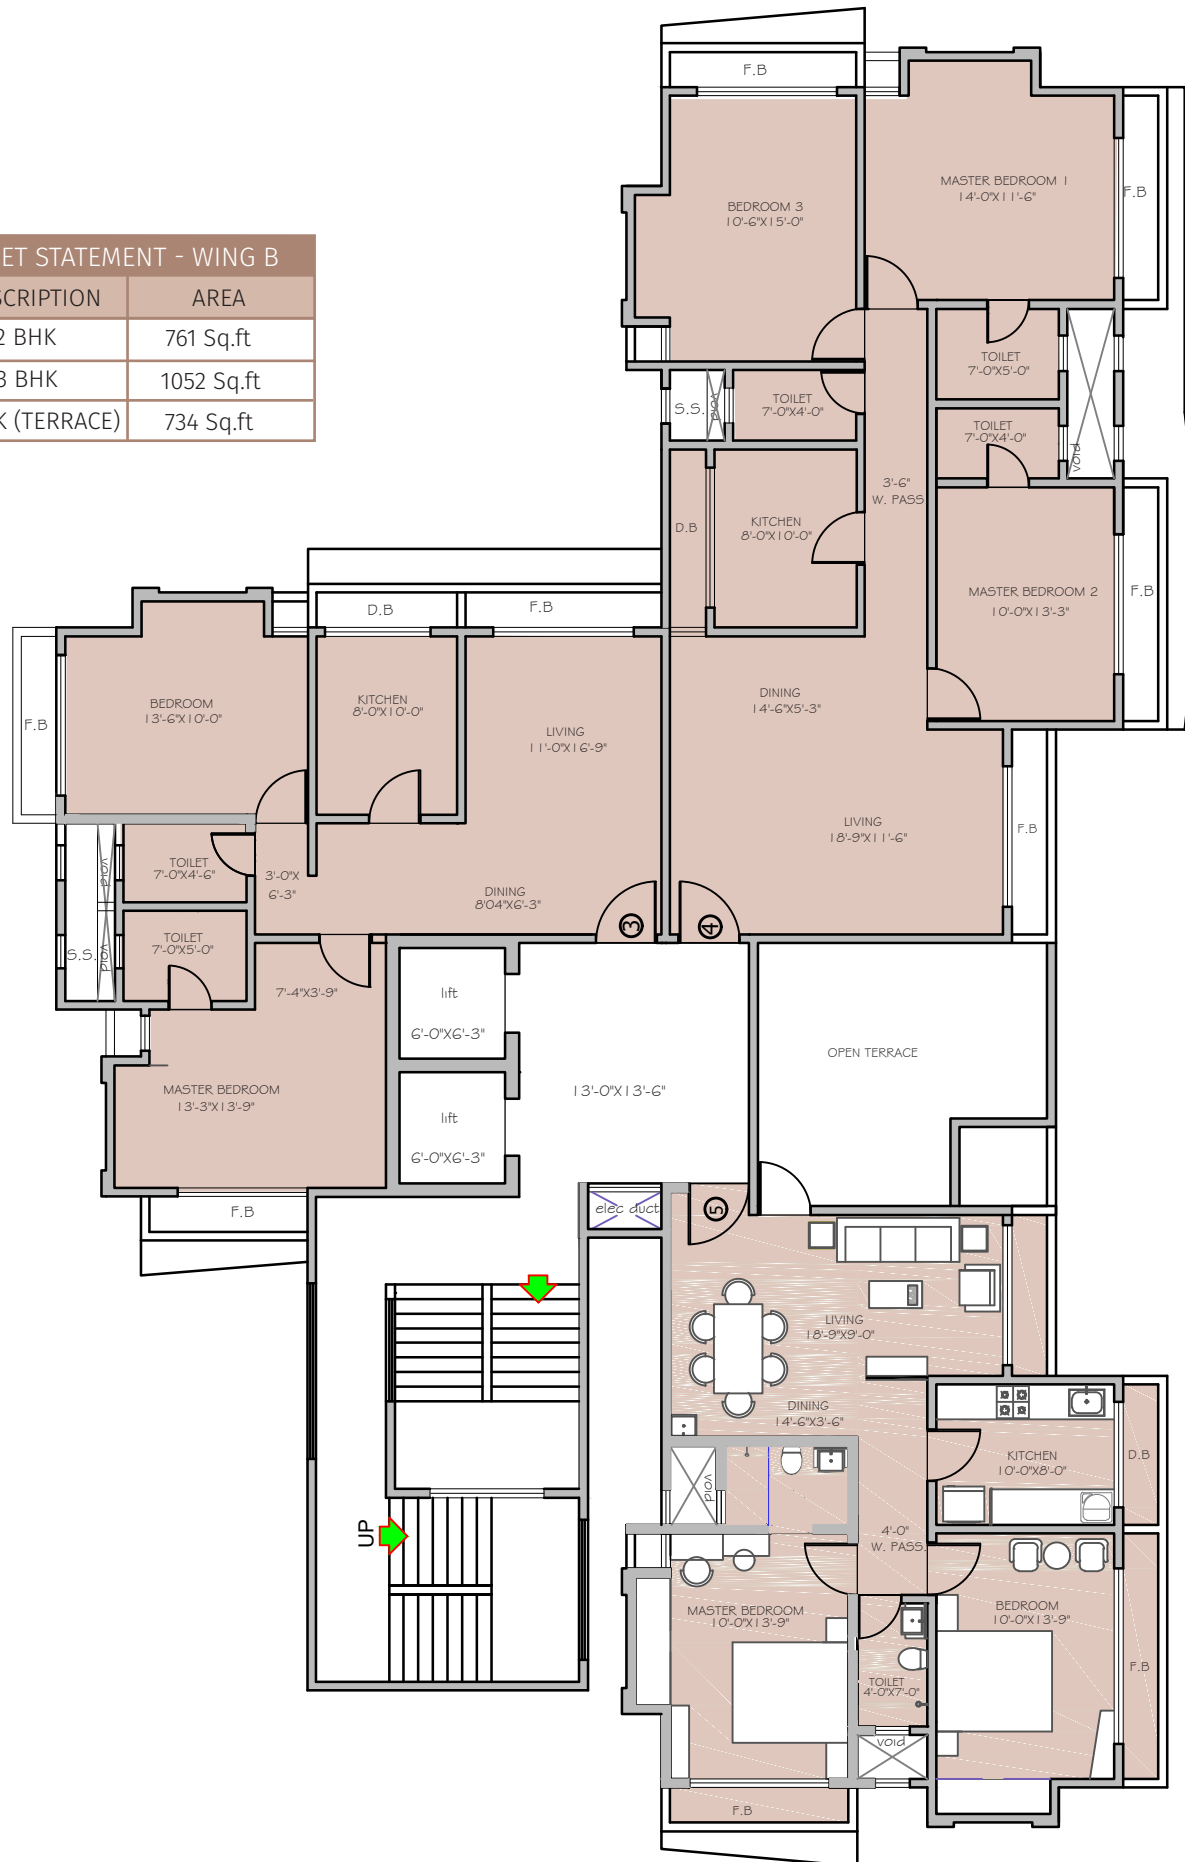 F.B
MASTER BEDROOM 1
14'-0"X11'-6"
F.B
BEDROOM 3
10'-6"X15'-0"
ET STATEMENT - WING B
SCRIPTION AREA
2 BHK 761 Sq.ft
3 BHK 1052 Sq.ft
K (TERRACE) 734 Sq.ft
TOILET
7'-0"X5'-0"
S.S.
void
TOILET
7'-0"X4'-0"
TOILET
7'-0"X4'-0"
void
3'-6"
W. PASS
D.B
KITCHEN
8'-0"X10'-0"
MASTER BEDROOM 2
10'-0"X13'-3"
F.B
D.B
F.B
BEDROOM
13'-6"X10'-0"
F.B
KITCHEN
8'-0"X10'-0"
LIVING
11'-0"X16'-9"
DINING
14'-6"X5'-3"
LIVING
18'-9"X11'-6"
F.B
TOILET
7'-0"X4'-6"
void
3'-0"X
6'-3"
DINING
8'04"X6'-3"
3
4
TOILET
7'-0"X5'-0"
S.S.
void
7'-4"X3'-9"
lift
6'-0"X6'-3"
OPEN TERRACE
MASTER BEDROOM
13'-3"X13'-9"
13'-0"X13'-6"
lift
6'-0"X6'-3"
F.B
elec duct
5
LIVING
18'-9"X9'-0"
DINING
14'-6"X3'-6"
KITCHEN
10'-0"X8'-0"
D.B
void
UP
4'-0"
W. PASS.
MASTER BEDROOM
10'-0"X13'-9"
BEDROOM
10'-0"X13'-9"
F.B
TOILET
4'-0"X7'-0"
void
F.B